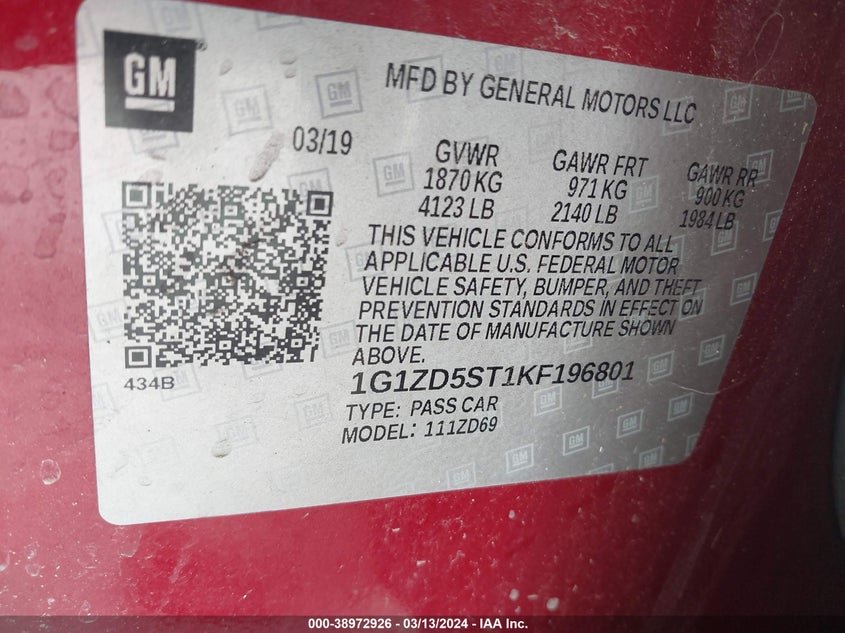 GM
MFD BY GENERAL MOTORS LLC
03/19
GVWR
1870 KG
4123 LB
GAWR FRT
971 KG
2140 LB
GAWR RR
900 KG
1984 LB
THIS VEHICLE CONFORMS TO ALL
APPLICABLE U.S. FEDERAL MOTOR
VEHICLE SAFETY, BUMPER, AND THEFT
PREVENTION STANDARDS IN EFFECT ON
THE DATE OF MANUFACTURE SHOWN
ABOVE.
434B
1G1ZD5ST1KF196801
TYPE: PASS CAR
MODEL: 111ZD69
000-38972926 - 03/13/2024 - IAA Inc.